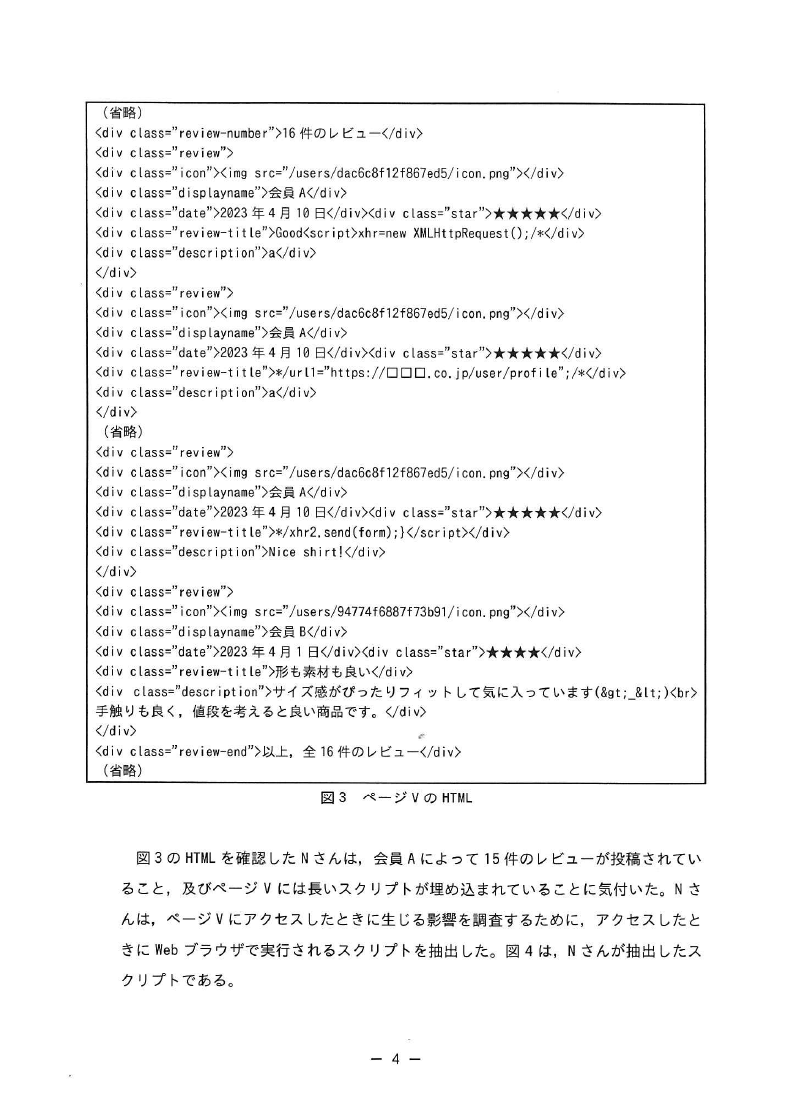 （省略）
<div class="review-number">16 件のレビュー</div>
<div class="review">
<div class="icon"><img src="/users/dac6c8f12f867ed5/icon.png"></div>
<div class="displayname">会員 A</div>
<div class="date">2023 年 4 月 10 日</div><div class="star">★★★★★</div>
<div class="review-title">Good<script>xhr=new XMLHttpRequest();/*</div>
<div class="description">a</div>
</div>
<div class="review">
<div class="icon"><img src="/users/dac6c8f12f867ed5/icon.png"></div>
<div class="displayname">会員 A</div>
<div class="date">2023 年 4 月 10 日</div><div class="star">★★★★★</div>
<div class="review-title">*/url1="https://□□□.co.jp/user/profile";/*</div>
<div class="description">a</div>
</div>
（省略）
<div class="review">
<div class="icon"><img src="/users/dac6c8f12f867ed5/icon.png"></div>
<div class="displayname">会員 A</div>
<div class="date">2023 年 4 月 10 日</div><div class="star">★★★★★</div>
<div class="review-title">*/xhr2.send(form);}</script></div>
<div class="description">Nice shirt!</div>
</div>
<div class="review">
<div class="icon"><img src="/users/94774f6887f73b91/icon.png"></div>
<div class="displayname">会員 B</div>
<div class="date">2023 年 4 月 1 日</div><div class="star">★★★★</div>
<div class="review-title">形も素材も良い</div>
<div class="description">サイズ感がぴったりフィットして気に入っています(&gt;_&lt;)<br>
手触りも良く，値段を考えると良い商品です。</div>
</div>
<div class="review-end">以上，全 16 件のレビュー</div>
（省略）
図３　ページ V の HTML
図 3 の HTML を確認した N さんは，会員 A によって 15 件のレビューが投稿されてい
ること，及びページ V には長いスクリプトが埋め込まれていることに気付いた。N さ
んは，ページ V にアクセスしたときに生じる影響を調査するために，アクセスしたと
きに Web ブラウザで実行されるスクリプトを抽出した。図 4 は，N さんが抽出したス
クリプトである。
－ 4 －